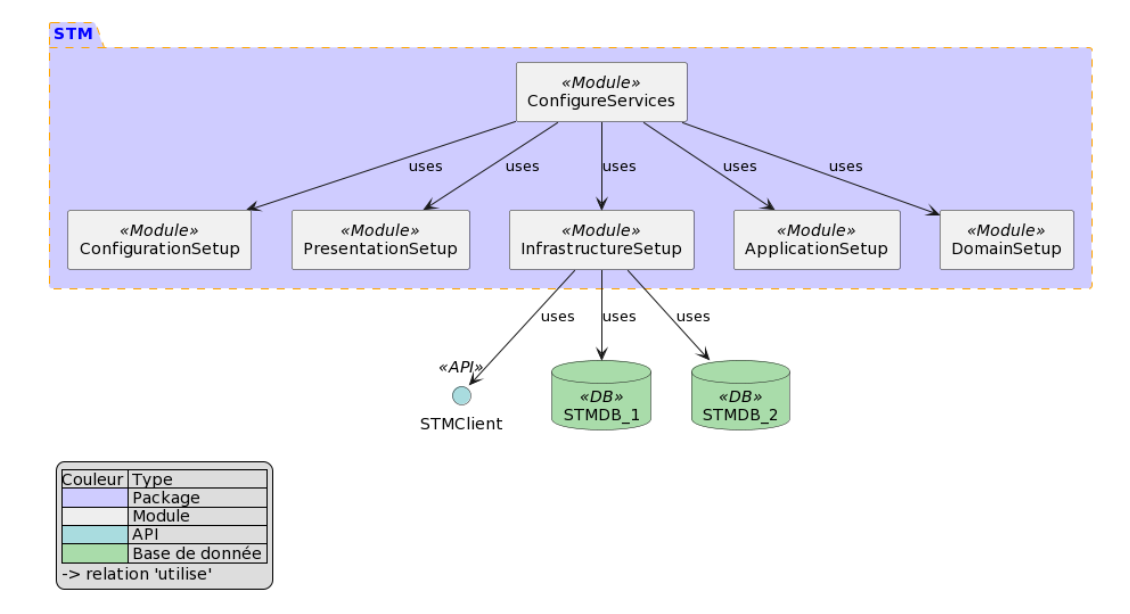 STM
«Module»
ConfigureServices
uses uses uses uses uses
«Module» «Module» «Module» «Module» «Module»
ConfigurationSetup PresentationSetup InfrastructureSetup ApplicationSetup DomainSetup
uses uses uses
«API»
STMClient
«DB»
STMDB_1
«DB»
STMDB_2
Couleur Type
Package
Module
API
Base de donnée
-> relation 'utilise'